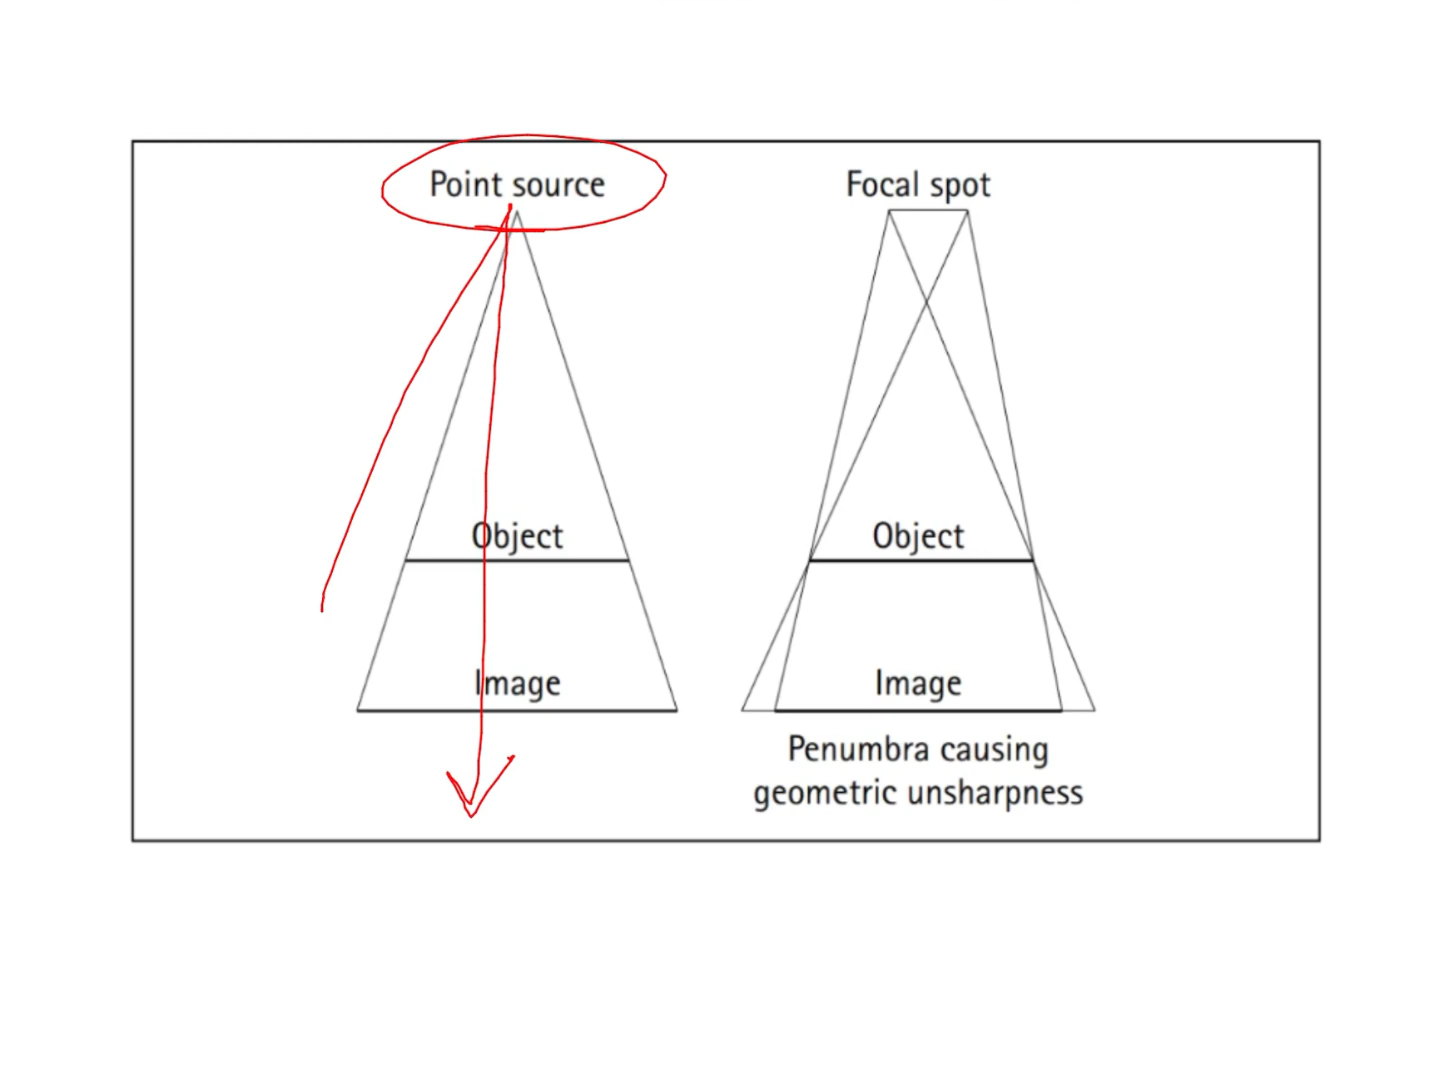 Point source
Object
Image
Focal spot
Object
Image
Penumbra causing
geometric unsharpness